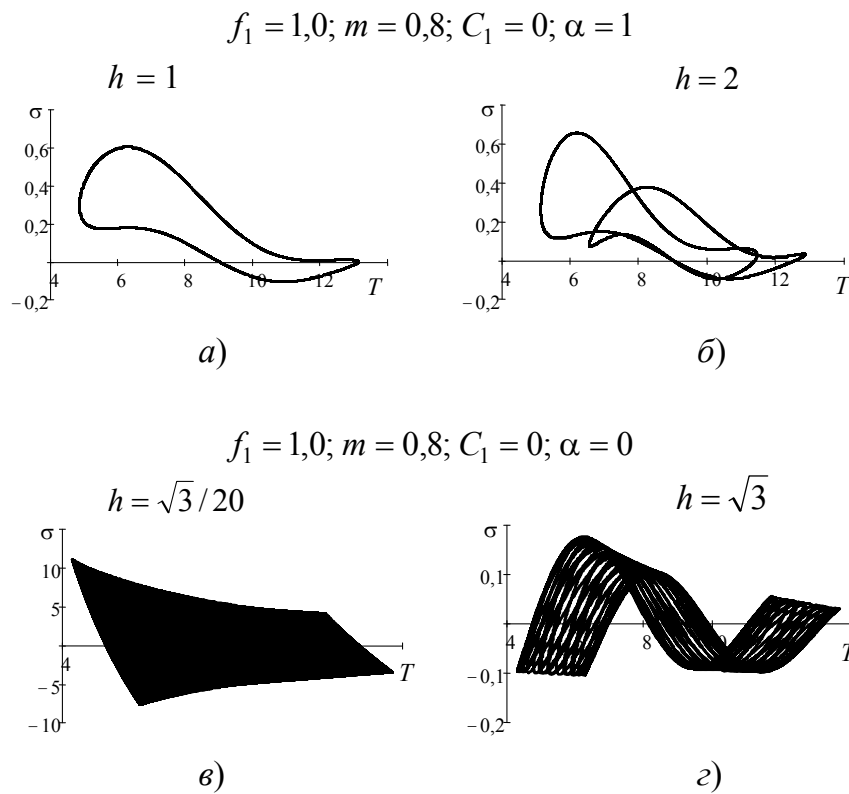 f₁ = 1,0; m = 0,8; C₁ = 0; α = 1
h = 1
h = 2
σ
0,6
0,4
0,2
−0,2
4 6 8 10 12 T
σ
0,6
0,4
0,2
−0,2
4 6 8 10 12 T
а)
б)
f₁ = 1,0; m = 0,8; C₁ = 0; α = 0
h = √3/20
h = √3
σ
10
5
−5
−10
4 T
σ
0,1
−0,1
−0,2
4 8 T
в)
г)